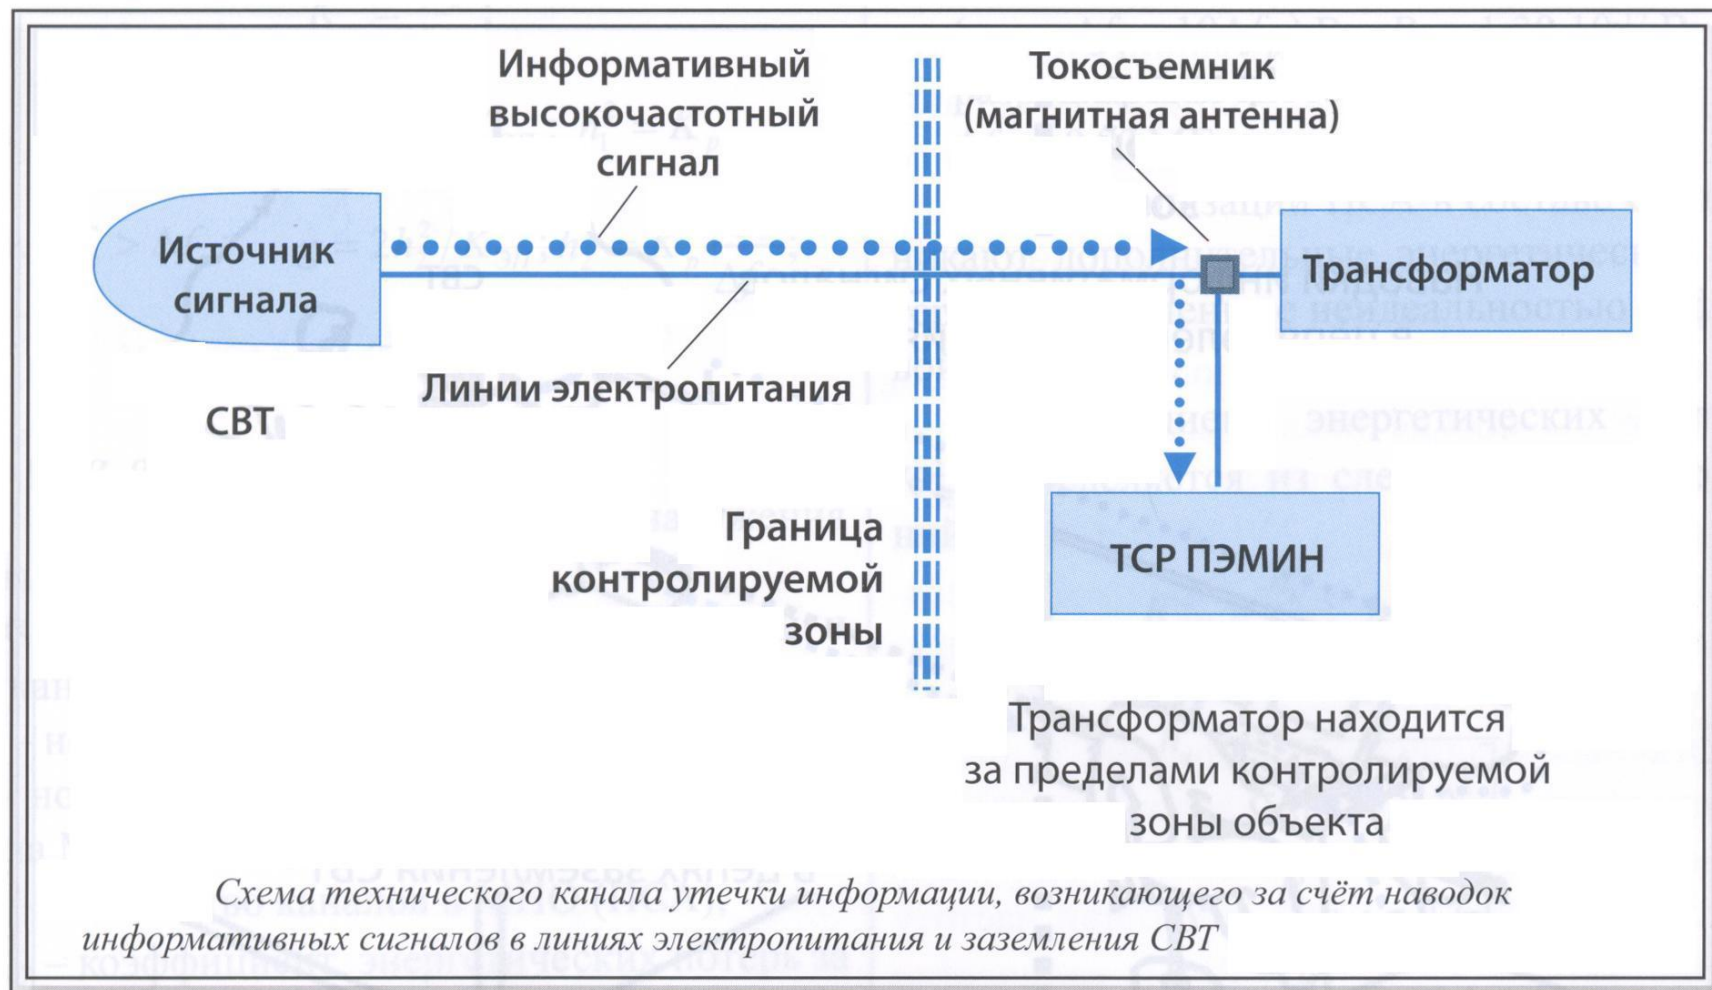 Информативный
высокочастотный
сигнал
Токосъемник
(магнитная антенна)
Источник
сигнала
Трансформатор
Линии электропитания
СВТ
Граница
контролируемой
зоны
ТСР ПЭМИН
Трансформатор находится
за пределами контролируемой
зоны объекта
Схема технического канала утечки информации, возникающего за счёт наводок
информативных сигналов в линиях электропитания и заземления СВТ